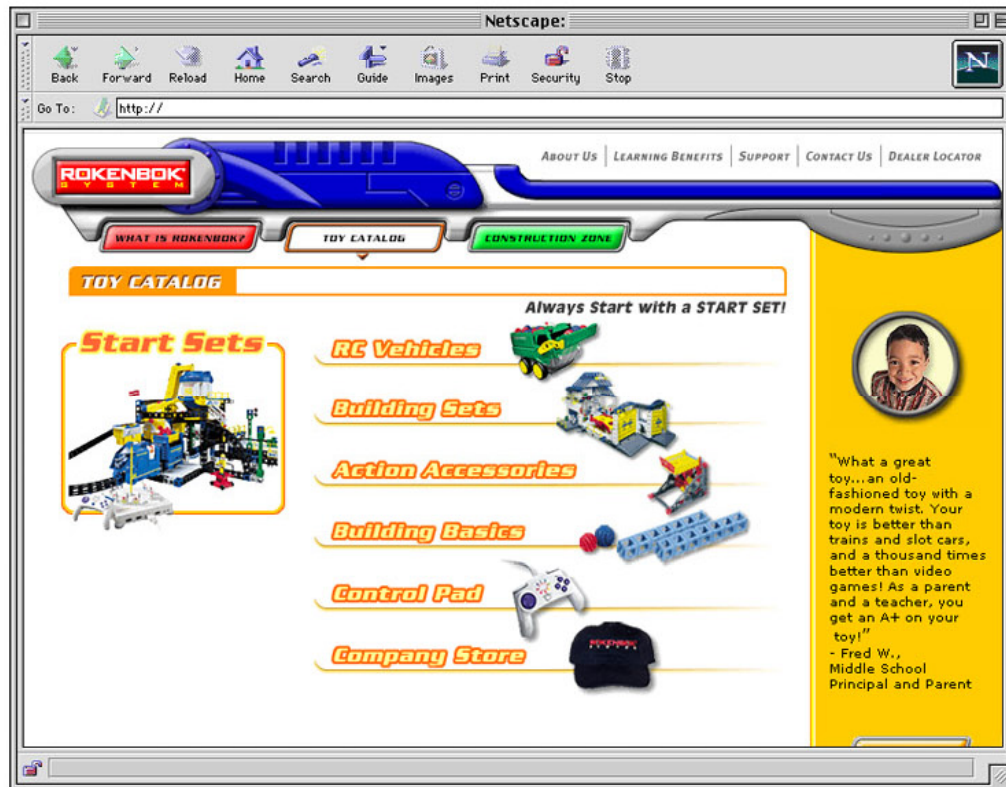 Netscape:
Back Forward Reload Home Search Guide Images Print Security Stop
N
Go To: http://
ROKENBOK
SYSTEM
ABOUT US | LEARNING BENEFITS | SUPPORT | CONTACT US | DEALER LOCATOR
WHAT IS ROKENBOK? TOY CATALOG CONSTRUCTION ZONE
TOY CATALOG
Always Start with a START SET!
Start Sets
RC Vehicles
Building Sets
Action Accessories
Building Basics
Control Pad
Company Store
ROKENBOK
SYSTEM
"What a great
toy...an old-
fashioned toy with a
modern twist. Your
toy is better than
trains and slot cars,
and a thousand times
better than video
games! As a parent
and a teacher, you
get an A+ on your
toy!"
- Fred W.,
Middle School
Principal and Parent